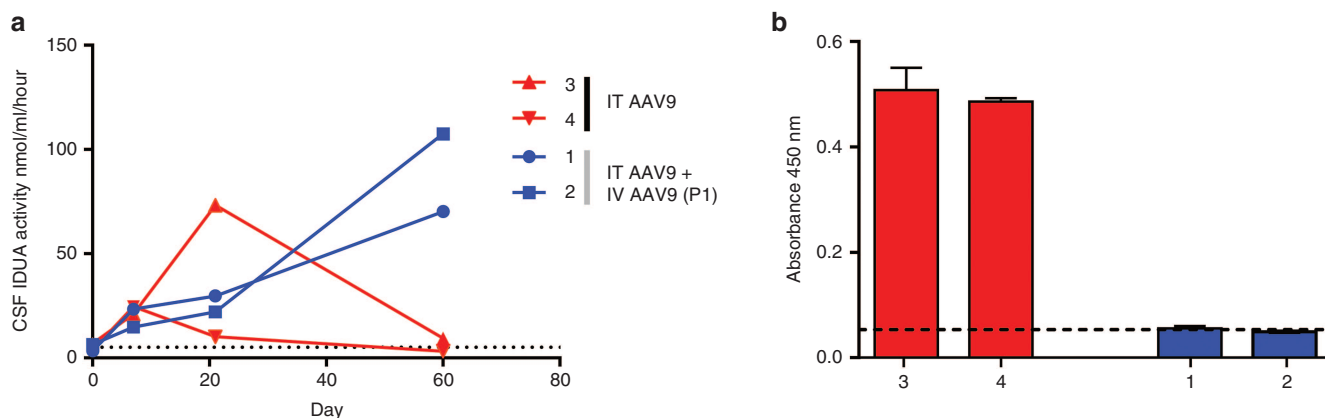 a
150
100
50
0
CSF IDUA activity nmol/ml/hour
0
20
40
60
80
Day
3
4
IT AAV9
1
2
IT AAV9 +
IV AAV9 (P1)
b
0.6
0.4
0.2
0.0
Absorbance 450 nm
3
4
1
2